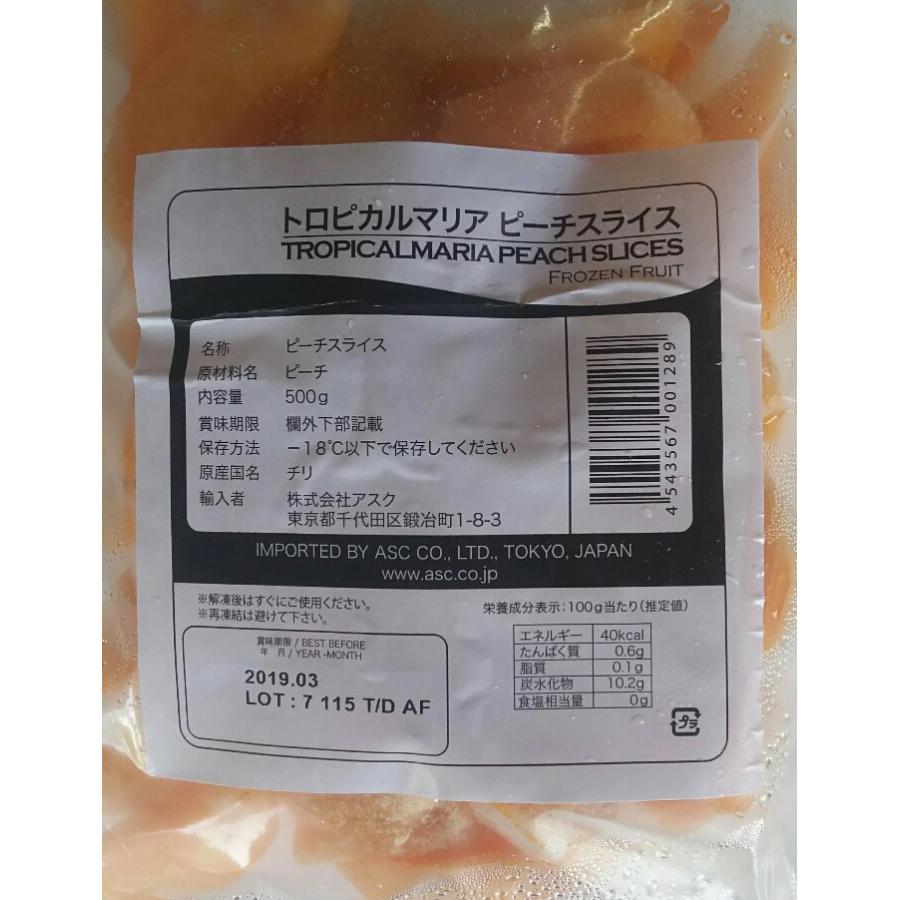 トロピカルマリア ピーチスライス
TROPICALMARIA PEACH SLICES
FROZEN FRUIT
名称 ピーチスライス
原材料名 ピーチ
内容量 500g
賞味期限 欄外下部記載
保存方法 －18℃以下で保存してください
原産国名 チリ
輸入者 株式会社アスク
東京都千代田区鍛冶町1-8-3
4 543567 001289
IMPORTED BY ASC CO., LTD., TOKYO, JAPAN
www.asc.co.jp
※解凍後はすぐにご使用ください。
※再凍結は避けて下さい。
賞味期限 / BEST BEFORE
年 月 / YEAR -MONTH
2019.03
LOT : 7 115 T/D AF
栄養成分表示：100g当たり（推定値）
エネルギー 40kcal
たんぱく質 0.6g
脂質 0.1g
炭水化物 10.2g
食塩相当量 0g
プラ